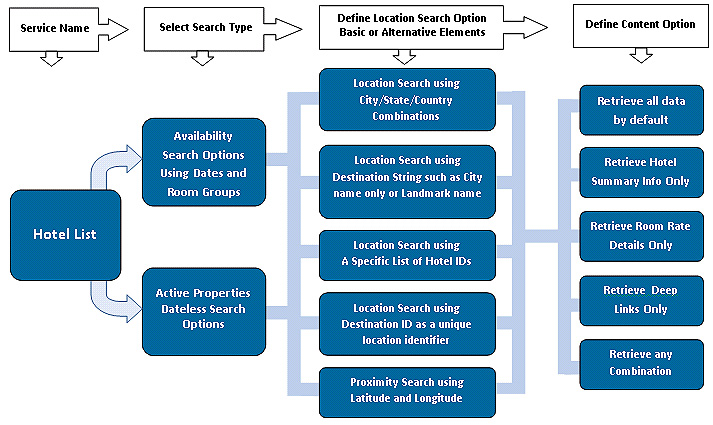 Service Name
Select Search Type
Define Location Search Option
Basic or Alternative Elements
Define Content Option
Hotel List
Availability
Search Options
Using Dates and
Room Groups
Active Properties
Dateless Search
Options
Location Search using
City/State/Country
Combinations
Location Search using
Destination String such as City
name only or Landmark name
Location Search using
A Specific List of Hotel IDs
Location Search using
Destination ID as a unique
location identifier
Proximity Search using
Latitude and Longitude
Retrieve all data
by default
Retrieve Hotel
Summary Info Only
Retrieve Room Rate
Details Only
Retrieve Deep
Links Only
Retrieve any
Combination